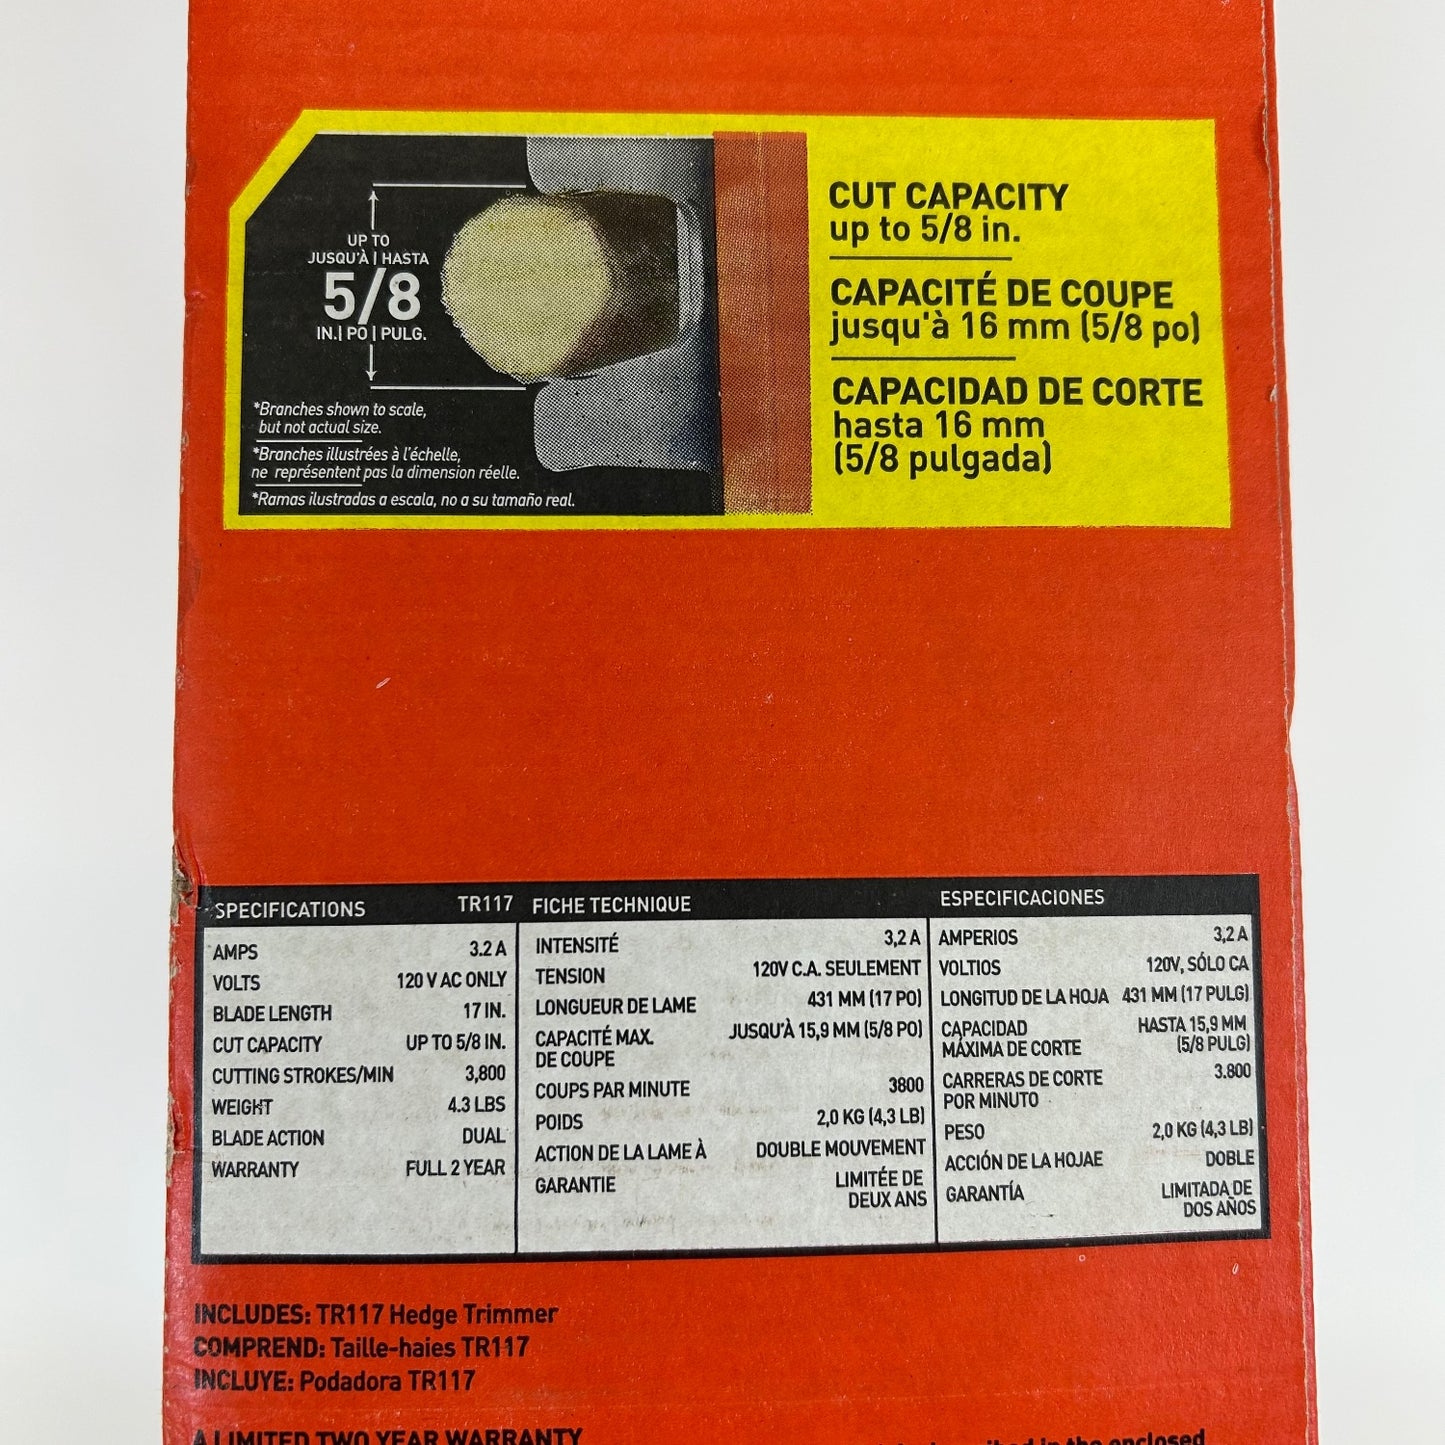 UP TO
JUSQU'À | HASTA
5/8
IN.| PO | PULG.
*Branches shown to scale,
but not actual size.
*Branches illustrées à l'échelle,
ne représentent pas la dimension réelle.
*Ramas ilustradas a escala, no a su tamaño real.
CUT CAPACITY
up to 5/8 in.
CAPACITÉ DE COUPE
jusqu'à 16 mm (5/8 po)
CAPACIDAD DE CORTE
hasta 16 mm
(5/8 pulgada)
SPECIFICATIONS TR117
AMPS 3.2 A
VOLTS 120 V AC ONLY
BLADE LENGTH 17 IN.
CUT CAPACITY UP TO 5/8 IN.
CUTTING STROKES/MIN 3,800
WEIGHT 4.3 LBS
BLADE ACTION DUAL
WARRANTY FULL 2 YEAR
FICHE TECHNIQUE
INTENSITÉ 3,2 A
TENSION 120V C.A. SEULEMENT
LONGUEUR DE LAME 431 MM (17 PO)
CAPACITÉ MAX. JUSQU'À 15,9 MM (5/8 PO)
DE COUPE
COUPS PAR MINUTE 3800
POIDS 2,0 KG (4,3 LB)
ACTION DE LA LAME À DOUBLE MOUVEMENT
GARANTIE LIMITÉE DE
DEUX ANS
ESPECIFICACIONES
AMPERIOS 3,2 A
VOLTIOS 120V, SÓLO CA
LONGITUD DE LA HOJA 431 MM (17 PULG)
CAPACIDAD HASTA 15,9 MM
MÁXIMA DE CORTE (5/8 PULG)
CARRERAS DE CORTE 3.800
POR MINUTO
PESO 2,0 KG (4,3 LB)
ACCIÓN DE LA HOJAE DOBLE
GARANTÍA LIMITADA DE
DOS AÑOS
INCLUDES: TR117 Hedge Trimmer
COMPREND: Taille-haies TR117
INCLUYE: Podadora TR117
A LIMITED TWO YEAR WARRANTY
in the enclosed